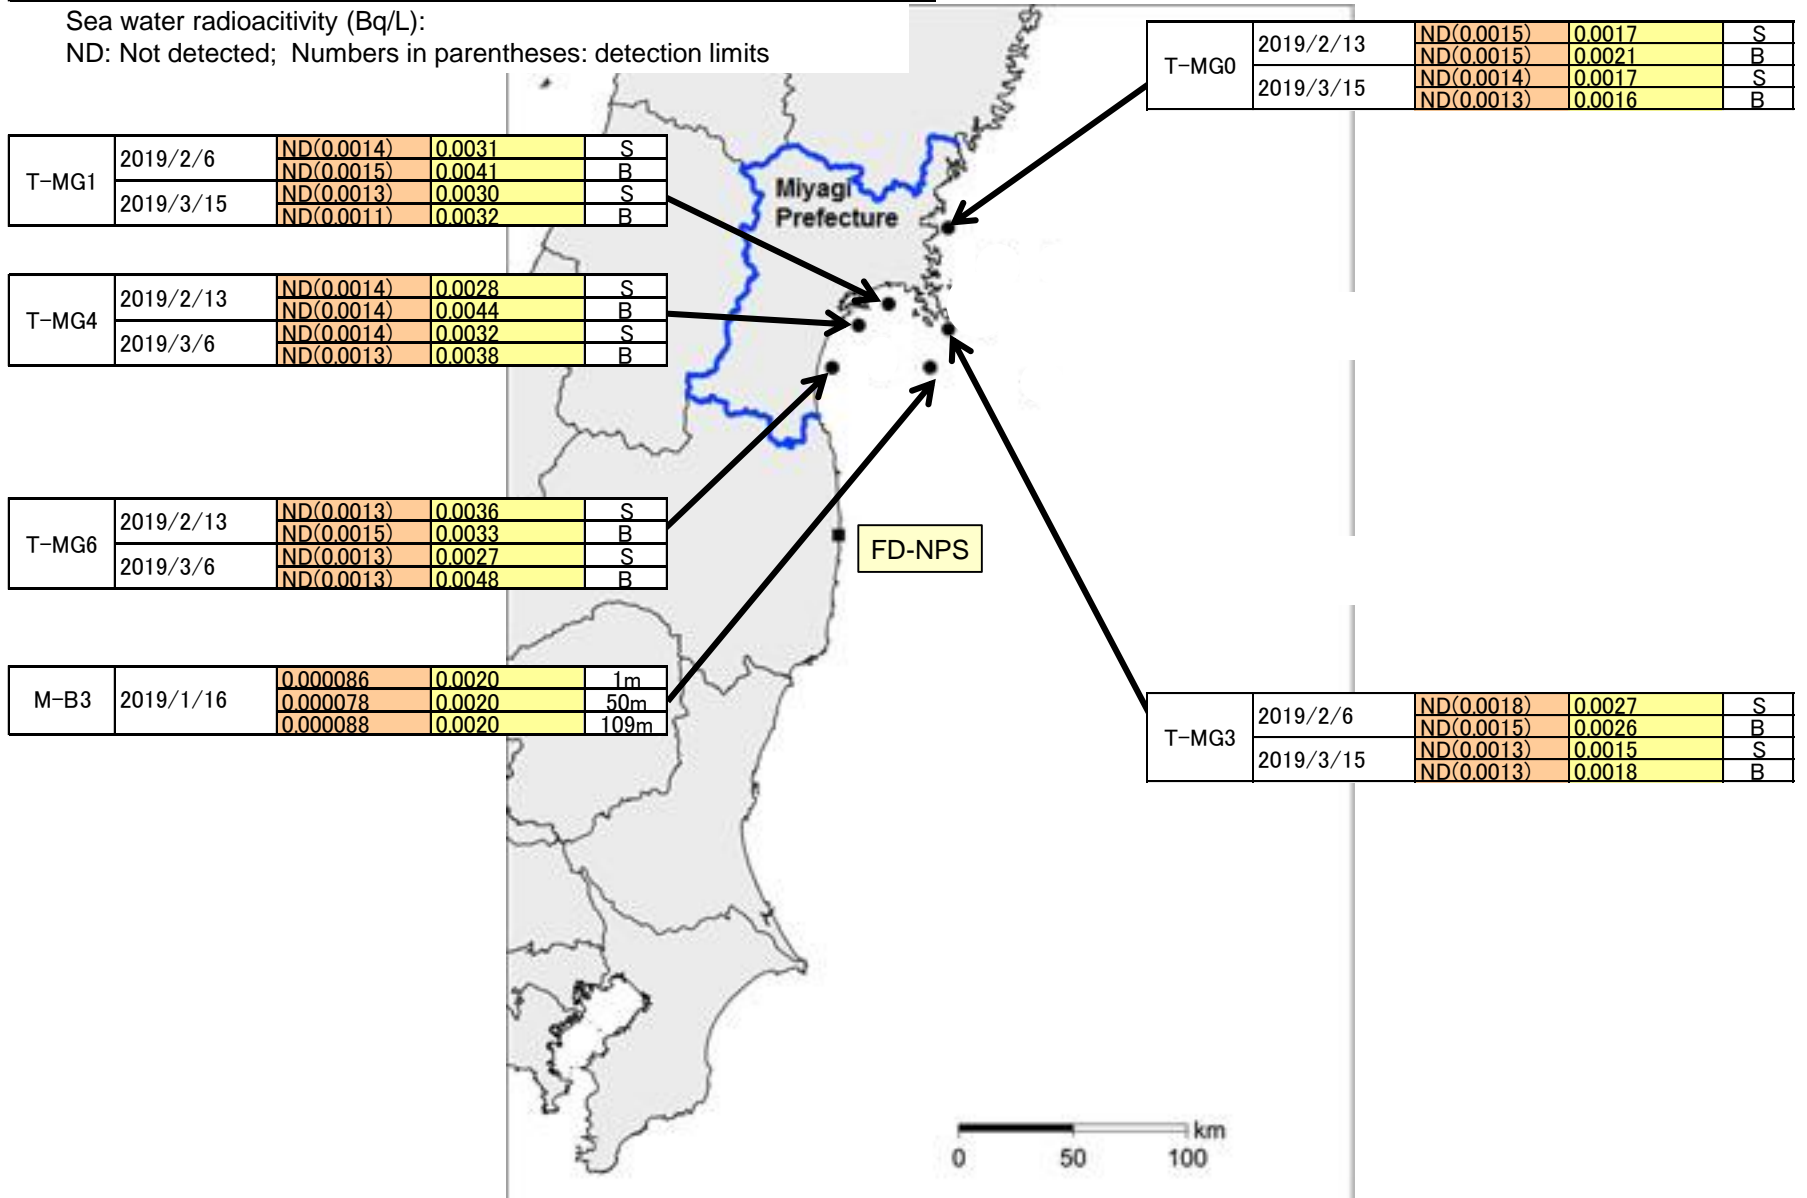 Sea water radioacitivity (Bq/L):
ND: Not detected; Numbers in parentheses: detection limits
T-MG0
2019/2/13 ND(0.0015) 0.0017 S
ND(0.0015) 0.0021 B
2019/3/15 ND(0.0014) 0.0017 S
ND(0.0013) 0.0016 B
T-MG1
2019/2/6 ND(0.0014) 0.0031 S
ND(0.0015) 0.0041 B
2019/3/15 ND(0.0013) 0.0030 S
ND(0.0011) 0.0032 B
Miyagi
Prefecture
T-MG4
2019/2/13 ND(0.0014) 0.0028 S
ND(0.0014) 0.0044 B
2019/3/6 ND(0.0014) 0.0032 S
ND(0.0013) 0.0038 B
T-MG6
2019/2/13 ND(0.0013) 0.0036 S
ND(0.0015) 0.0033 B
2019/3/6 ND(0.0013) 0.0027 S
ND(0.0013) 0.0048 B
FD-NPS
M-B3 2019/1/16
0.000086 0.0020 1m
0.000078 0.0020 50m
0.000088 0.0020 109m
T-MG3
2019/2/6 ND(0.0018) 0.0027 S
ND(0.0015) 0.0026 B
2019/3/15 ND(0.0013) 0.0015 S
ND(0.0013) 0.0018 B
km
0 50 100